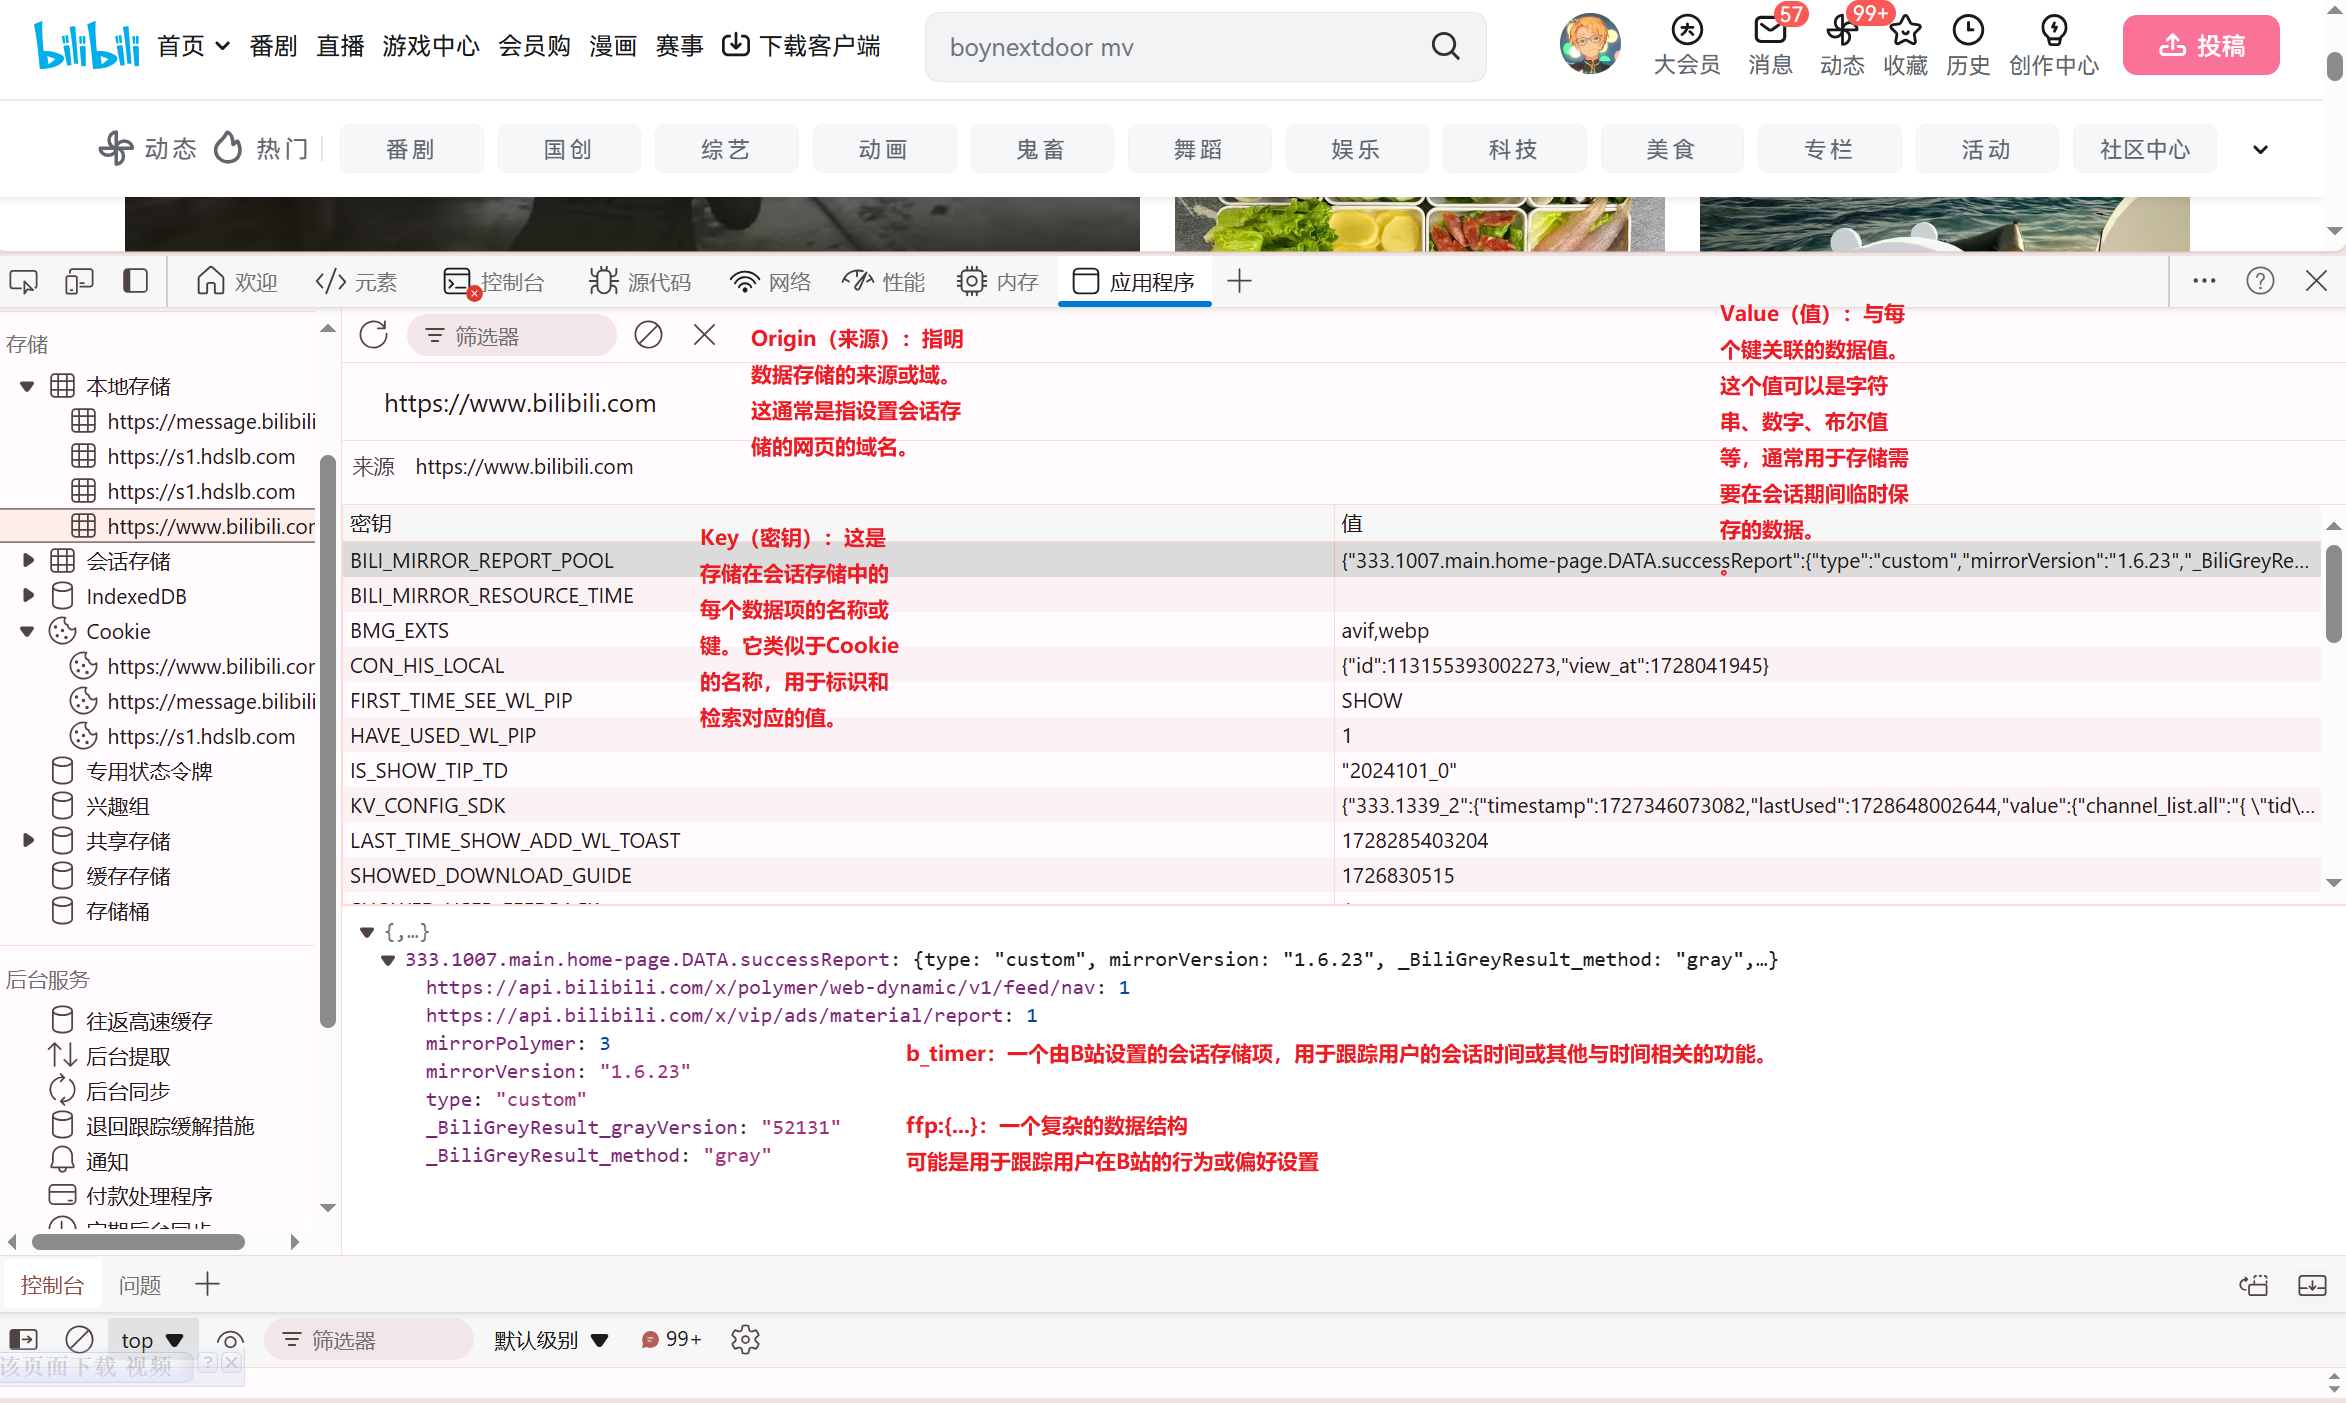 bilibili 首页 番剧 直播 游戏中心 会员购 漫画 赛事 下载客户端 boynextdoor mv 大会员 57 消息 99+ 动态 收藏 历史 创作中心 投稿
动态 热门 番剧 国创 综艺 动画 鬼畜 舞蹈 娱乐 科技 美食 专栏 活动 社区中心
欢迎 元素 控制台 源代码 网络 性能 内存 应用程序
存储
本地存储
https://message.bilibili
https://s1.hdslb.com
https://s1.hdslb.com
https://www.bilibili.cor
会话存储
IndexedDB
Cookie
https://www.bilibili.cor
https://message.bilibili
https://s1.hdslb.com
专用状态令牌
兴趣组
共享存储
缓存存储
存储桶
后台服务
往返高速缓存
后台提取
后台同步
退回跟踪缓解措施
通知
付款处理程序
定期后台同步
筛选器
https://www.bilibili.com
来源 https://www.bilibili.com
Origin（来源）：指明
数据存储的来源或域。
这通常是指设置会话存
储的网页的域名。
Value（值）：与每
个键关联的数据值。
这个值可以是字符
串、数字、布尔值
等，通常用于存储需
要在会话期间临时保
存的数据。
密钥 值
BILI_MIRROR_REPORT_POOL {"333.1007.main.home-page.DATA.successReport":{"type":"custom","mirrorVersion":"1.6.23","_BiliGreyRe...
BILI_MIRROR_RESOURCE_TIME
BMG_EXTS avif,webp
CON_HIS_LOCAL {"id":113155393002273,"view_at":1728041945}
FIRST_TIME_SEE_WL_PIP SHOW
HAVE_USED_WL_PIP 1
IS_SHOW_TIP_TD "2024101_0"
KV_CONFIG_SDK {"333.1339_2":{"timestamp":1727346073082,"lastUsed":1728648002644,"value":{"channel_list.all":"{ \"tid\...
LAST_TIME_SHOW_ADD_WL_TOAST 1728285403204
SHOWED_DOWNLOAD_GUIDE 1726830515
Key（密钥）：这是
存储在会话存储中的
每个数据项的名称或
键。它类似于Cookie
的名称，用于标识和
检索对应的值。
{,…}
333.1007.main.home-page.DATA.successReport: {type: "custom", mirrorVersion: "1.6.23", _BiliGreyResult_method: "gray",…}
https://api.bilibili.com/x/polymer/web-dynamic/v1/feed/nav: 1
https://api.bilibili.com/x/vip/ads/material/report: 1
mirrorPolymer: 3
mirrorVersion: "1.6.23"
type: "custom"
_BiliGreyResult_grayVersion: "52131"
_BiliGreyResult_method: "gray"
b_timer：一个由B站设置的会话存储项，用于跟踪用户的会话时间或其他与时间相关的功能。
ffp:{...}：一个复杂的数据结构
可能是用于跟踪用户在B站的行为或偏好设置
控制台 问题
top 筛选器 默认级别 99+
该页面下载 视频 ?